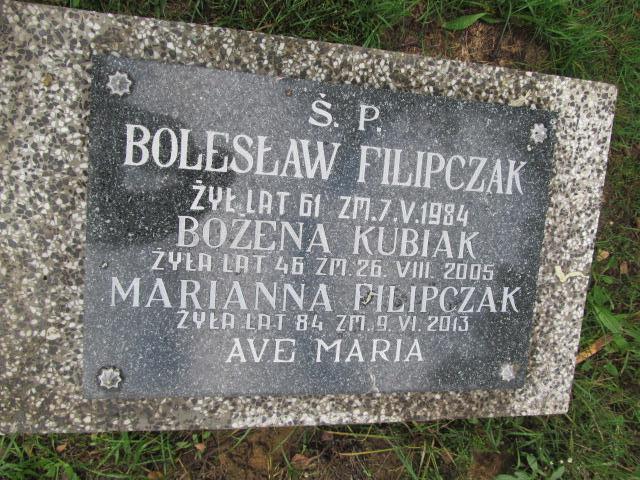 Ś. P.
BOLESŁAW FILIPCZAK
ŻYŁ LAT 61 ZM. 7. V. 1984
BOŻENA KUBIAK
ŻYŁA LAT 46 ZM. 26. VIII. 2005
MARIANNA FILIPCZAK
ŻYŁA LAT 84 ZM. 9. VI. 2013
AVE MARIA